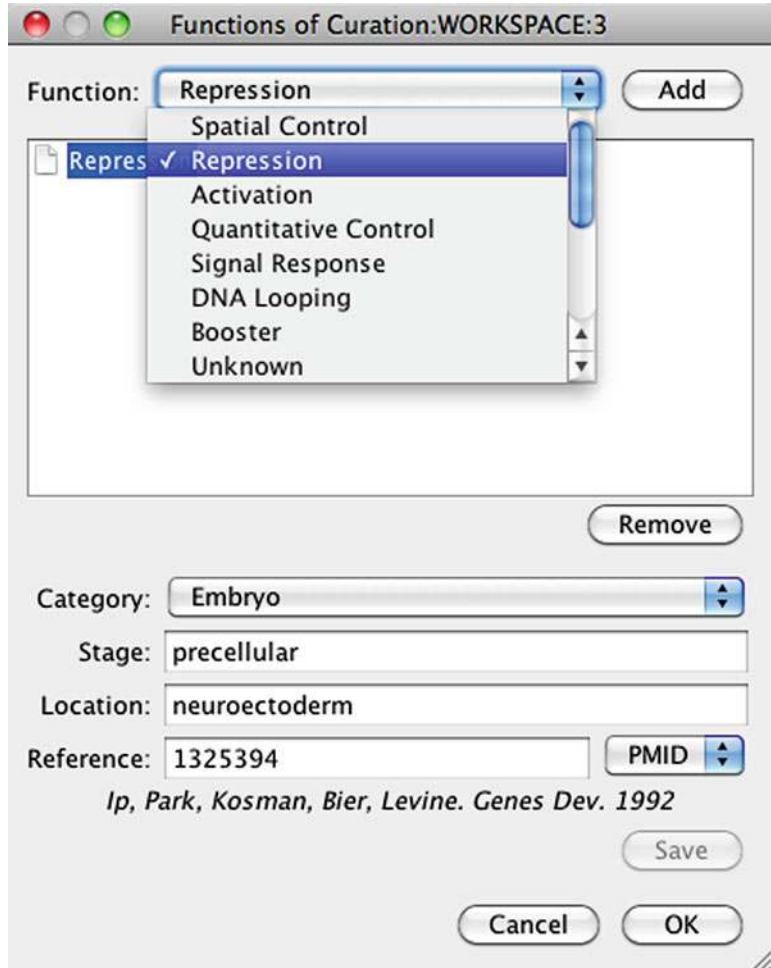 Functions of Curation:WORKSPACE:3
Function: Repression Add
Spatial Control
Repres ✓ Repression
Activation
Quantitative Control
Signal Response
DNA Looping
Booster
Unknown
Remove
Category: Embryo
Stage: precellular
Location: neuroectoderm
Reference: 1325394 PMID
Ip, Park, Kosman, Bier, Levine. Genes Dev. 1992
Save
Cancel OK